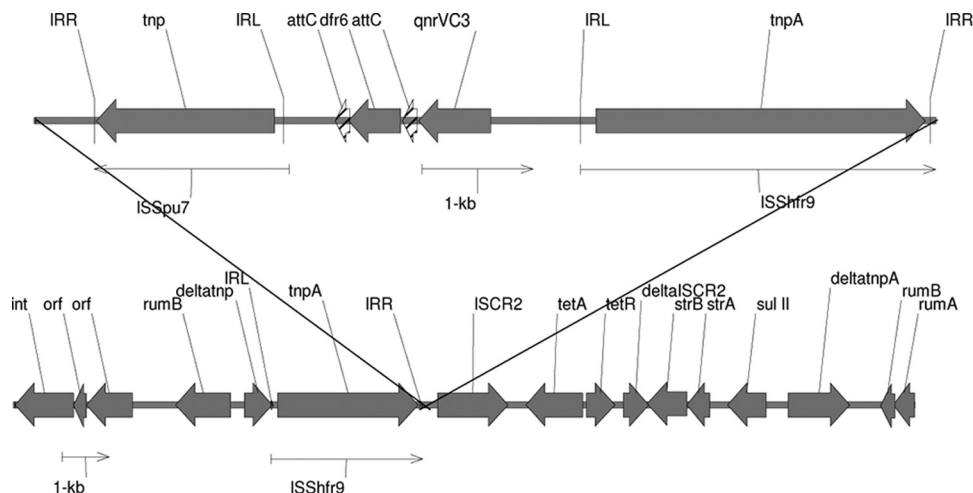 IRR tnp IRL attC dfr6 attC qnrVC3 IRL tnpA IRR
ISSpu7 1-kb ISShfr9
int orf orf rumB deltatnp IRL tnpA IRR ISCR2 tetA tetR deltaISCR2 strB strA sul II deltatnpA rumB rumA
1-kb ISShfr9